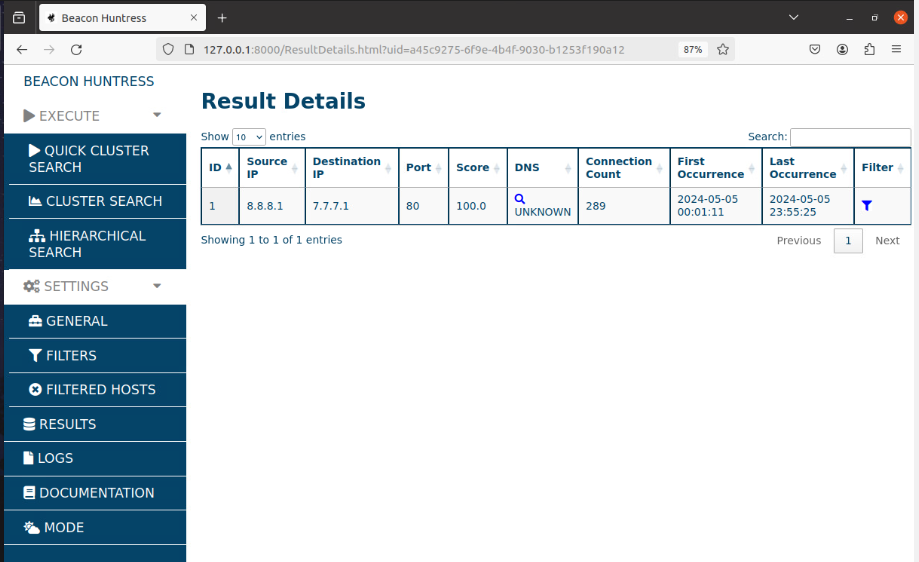 Beacon Huntress
127.0.0.1:8000/ResultDetails.html?uid=a45c9275-6f9e-4b4f-9030-b1253f190a12
87%
BEACON HUNTRESS
EXECUTE
QUICK CLUSTER
SEARCH
CLUSTER SEARCH
HIERARCHICAL
SEARCH
SETTINGS
GENERAL
FILTERS
FILTERED HOSTS
RESULTS
LOGS
DOCUMENTATION
MODE
Result Details
Show 10 entries
Search:
ID Source IP Destination IP Port Score DNS Connection Count First Occurrence Last Occurrence Filter
1 8.8.8.1 7.7.7.1 80 100.0 UNKNOWN 289 2024-05-05 00:01:11 2024-05-05 23:55:25
Showing 1 to 1 of 1 entries
Previous 1 Next